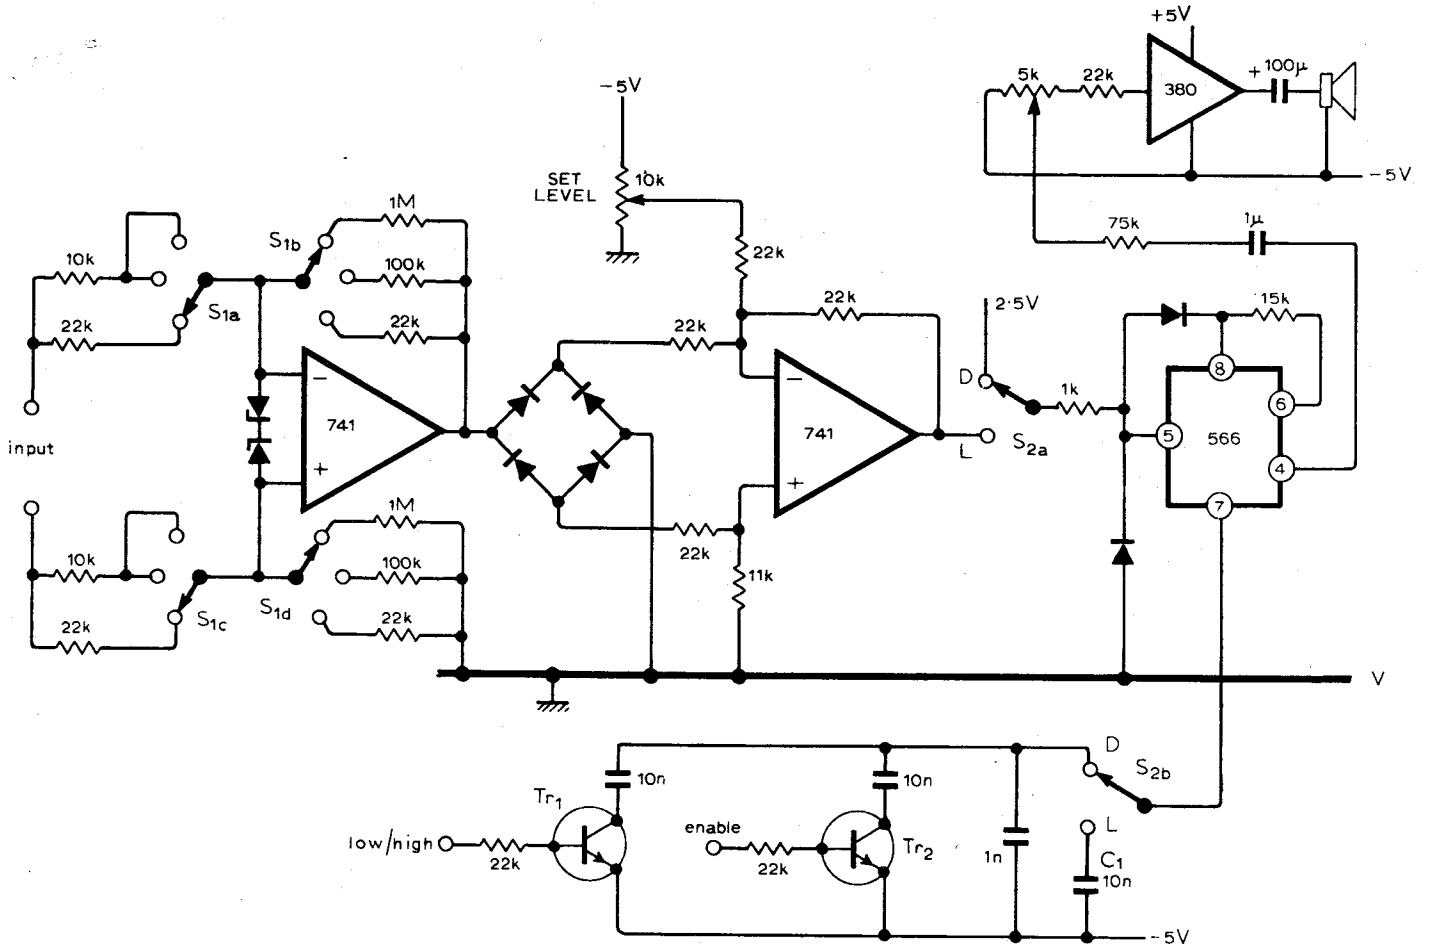 +5V
5k
22k
380
+100μ
-5V
-5V
SET
LEVEL
10k
1M
75k
1μ
S1b
10k
22k
100k
22k
S1a
22k
2.5V
15k
22k
22k
D
1k
8
6
−
741
−
741
S2a
5
566
input
+
+
L
4
1M
22k
7
10k
100k
11k
S1d
S1c
22k
22k
V
D
S2b
10n
10n
Tr1
enable
L
low/high
Tr2
22k
22k
1n
C1
10n
-5V